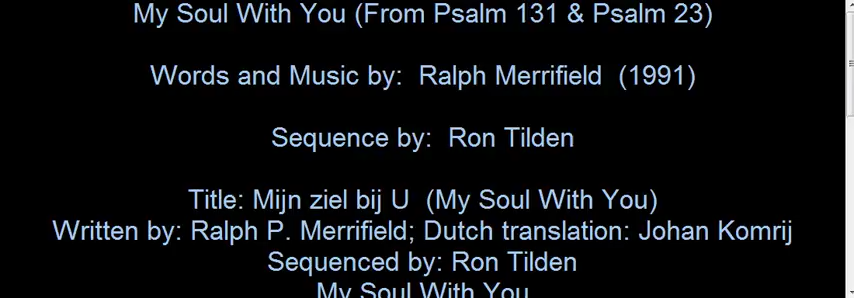 My Soul With You (From Psalm 131 & Psalm 23)
Words and Music by:  Ralph Merrifield  (1991)
Sequence by:  Ron Tilden
Title: Mijn ziel bij U  (My Soul With You)
Written by: Ralph P. Merrifield; Dutch translation: Johan Komrij
Sequenced by: Ron Tilden
My Soul With You